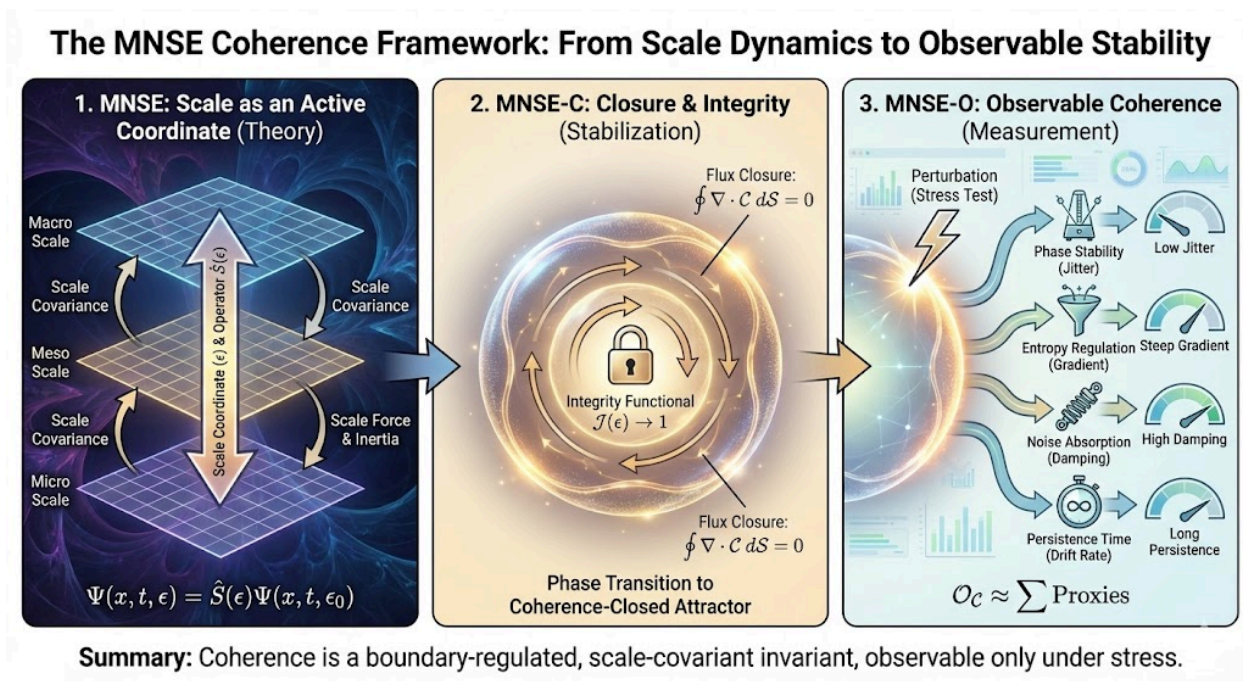 The MNSE Coherence Framework: From Scale Dynamics to Observable Stability
1. MNSE: Scale as an Active
Coordinate (Theory)
Macro
Scale
Scale
Covariance
Scale
Covariance
Meso
Scale
Scale
Covariance
Scale Force
& Inertia
Micro
Scale
Scale Coordinate (ϵ) & Operator Ŝ(ϵ)
Ψ(x, t, ϵ) = Ŝ(ϵ)Ψ(x, t, ϵ₀)
2. MNSE-C: Closure & Integrity
(Stabilization)
Flux Closure:
∮ ∇ · 𝒞 dS = 0
Integrity Functional
𝒥(ϵ) → 1
Flux Closure:
∮ ∇ · 𝒞 dS = 0
Phase Transition to
Coherence-Closed Attractor
3. MNSE-O: Observable Coherence
(Measurement)
Perturbation
(Stress Test)
Phase Stability
(Jitter)
Low Jitter
Entropy Regulation
(Gradient)
Steep Gradient
Noise Absorption
(Damping)
High Damping
Persistence Time
(Drift Rate)
Long
Persistence
𝒪_𝒞 ≈ ∑ Proxies
Summary: Coherence is a boundary-regulated, scale-covariant invariant, observable only under stress.